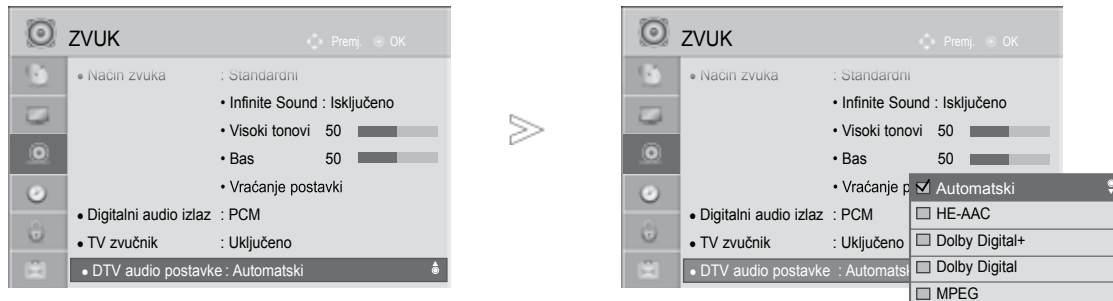 ZVUK
Premj. OK
• Način zvuka : Standardni
• Infinite Sound : Isključeno
• Visoki tonovi 50
• Bas 50
• Vraćanje postavki
• Digitalni audio izlaz : PCM
• TV zvučnik : Uključeno
• DTV audio postavke : Automatski
ZVUK
Premj. OK
• Način zvuka : Standardni
• Infinite Sound : Isključeno
• Visoki tonovi 50
• Bas 50
• Vraćanje p
• Digitalni audio izlaz : PCM
• TV zvučnik : Uključeno
• DTV audio postavke : Automatsk
Automatski
HE-AAC
Dolby Digital+
Dolby Digital
MPEG